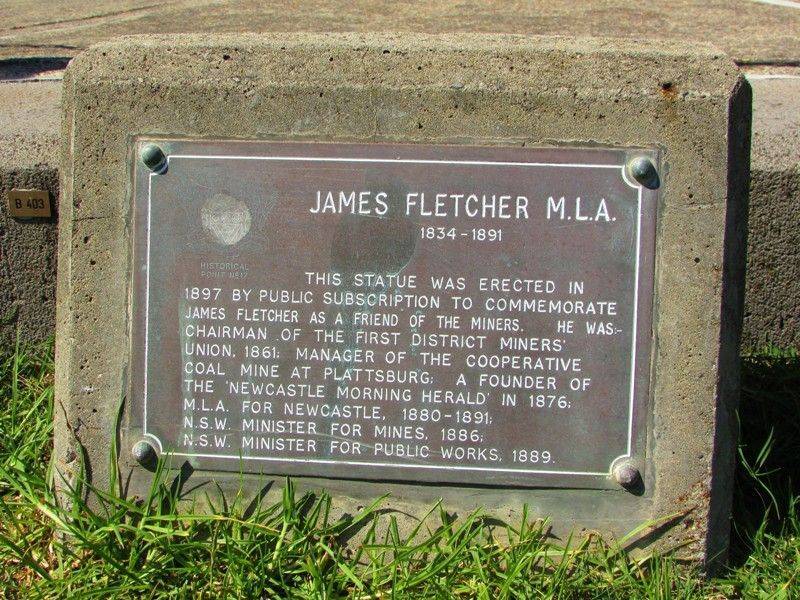 B 403
JAMES FLETCHER M.L.A.
1834-1891
HISTORICAL
POINT Nº17
THIS STATUE WAS ERECTED IN
1897 BY PUBLIC SUBSCRIPTION TO COMMEMORATE
JAMES FLETCHER AS A FRIEND OF THE MINERS. HE WAS:-
CHAIRMAN OF THE FIRST DISTRICT MINERS'
UNION, 1861; MANAGER OF THE COOPERATIVE
COAL MINE AT PLATTSBURG; A FOUNDER OF
THE 'NEWCASTLE MORNING HERALD' IN 1876;
M.L.A. FOR NEWCASTLE, 1880-1891;
N.S.W. MINISTER FOR MINES, 1886;
N.S.W. MINISTER FOR PUBLIC WORKS, 1889.